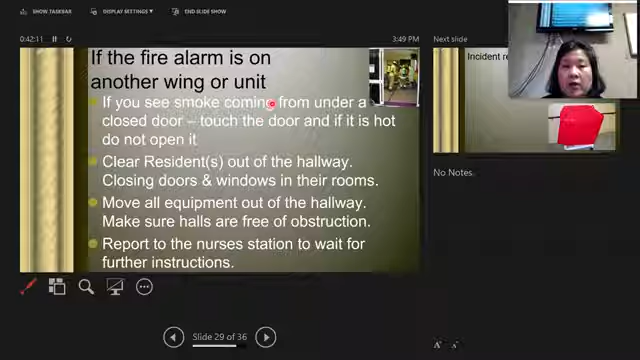 SHOW TASKBAR
DISPLAY SETTINGS ▾
END SLIDE SHOW
0:42:11
3:49 PM
If the fire alarm is on
another wing or unit
If you see smoke coming from under a
closed door – touch the door and if it is hot
do not open it
Clear Resident(s) out of the hallway.
Closing doors & windows in their rooms.
Move all equipment out of the hallway.
Make sure halls are free of obstruction.
Report to the nurses station to wait for
further instructions.
Slide 29 of 36
Next slide
Incident
No Notes.
A A